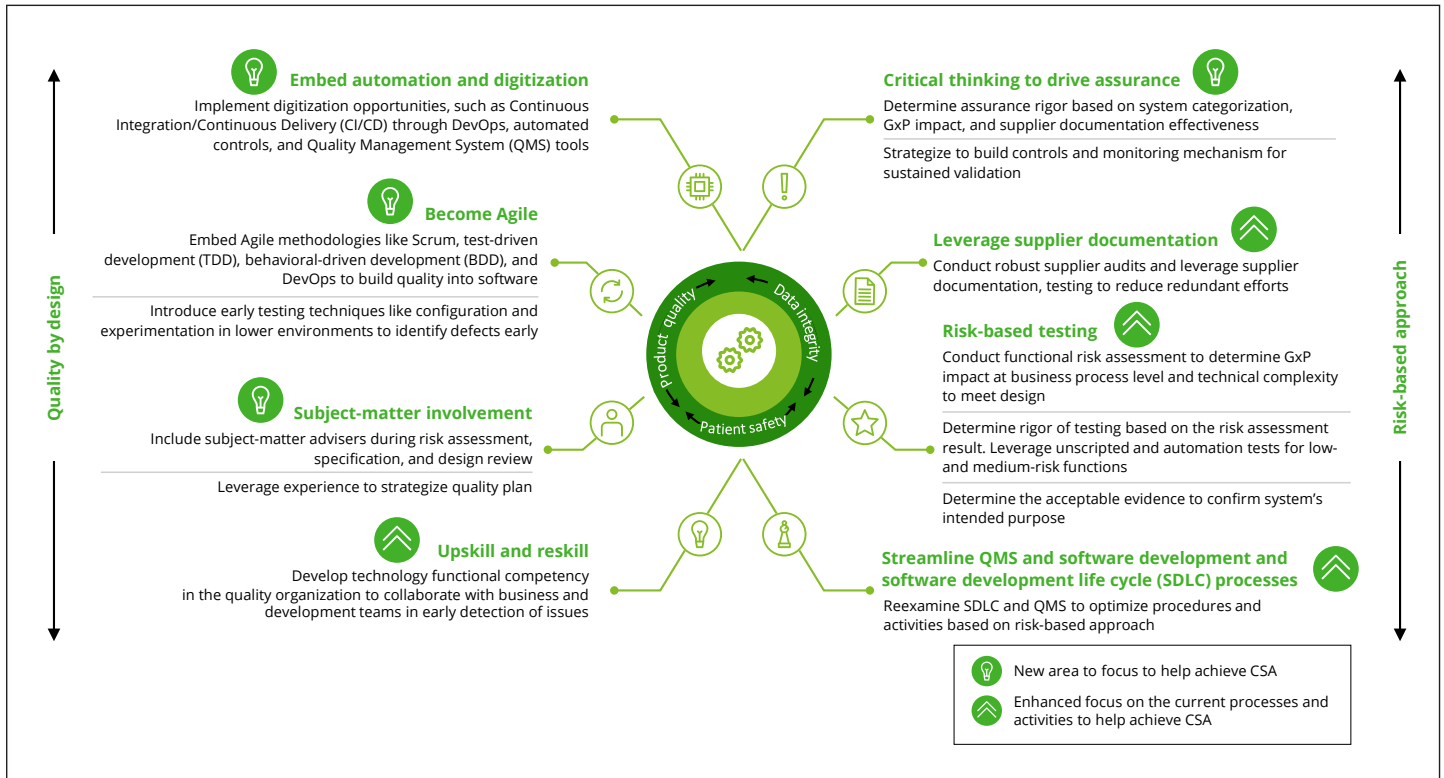 Quality by design
Embed automation and digitization
Implement digitization opportunities, such as Continuous
Integration/Continuous Delivery (CI/CD) through DevOps, automated
controls, and Quality Management System (QMS) tools
Become Agile
Embed Agile methodologies like Scrum, test-driven
development (TDD), behavioral-driven development (BDD), and
DevOps to build quality into software
Introduce early testing techniques like configuration and
experimentation in lower environments to identify defects early
Subject-matter involvement
Include subject-matter advisers during risk assessment,
specification, and design review
Leverage experience to strategize quality plan
Upskill and reskill
Develop technology functional competency
in the quality organization to collaborate with business and
development teams in early detection of issues
Product quality
Data integrity
Patient safety
Critical thinking to drive assurance
Determine assurance rigor based on system categorization,
GxP impact, and supplier documentation effectiveness
Strategize to build controls and monitoring mechanism for
sustained validation
Leverage supplier documentation
Conduct robust supplier audits and leverage supplier
documentation, testing to reduce redundant efforts
Risk-based testing
Conduct functional risk assessment to determine GxP
impact at business process level and technical complexity
to meet design
Determine rigor of testing based on the risk assessment
result. Leverage unscripted and automation tests for low-
and medium-risk functions
Determine the acceptable evidence to confirm system’s
intended purpose
Streamline QMS and software development and
software development life cycle (SDLC) processes
Reexamine SDLC and QMS to optimize procedures and
activities based on risk-based approach
Risk-based approach
New area to focus to help achieve CSA
Enhanced focus on the current processes and
activities to help achieve CSA